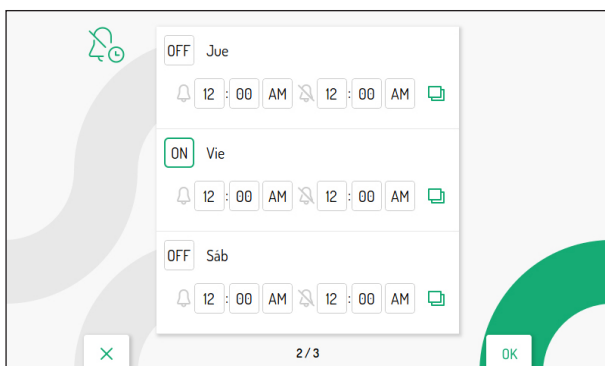 OFF Jue
12 : 00 AM 12 : 00 AM
ON Vie
12 : 00 AM 12 : 00 AM
OFF Sáb
12 : 00 AM 12 : 00 AM
2/3 OK